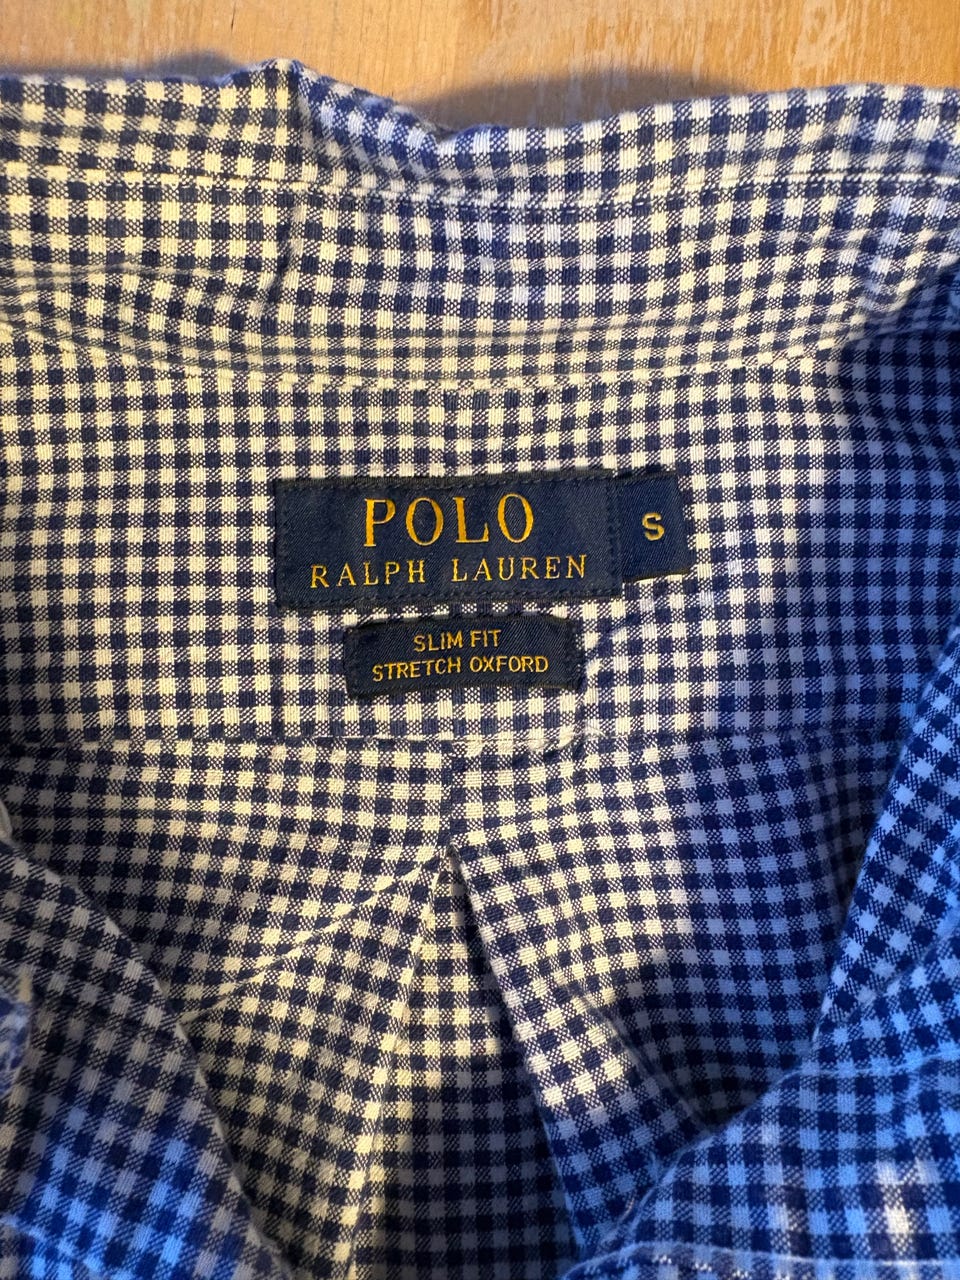 POLO
RALPH LAUREN
S
SLIM FIT
STRETCH OXFORD